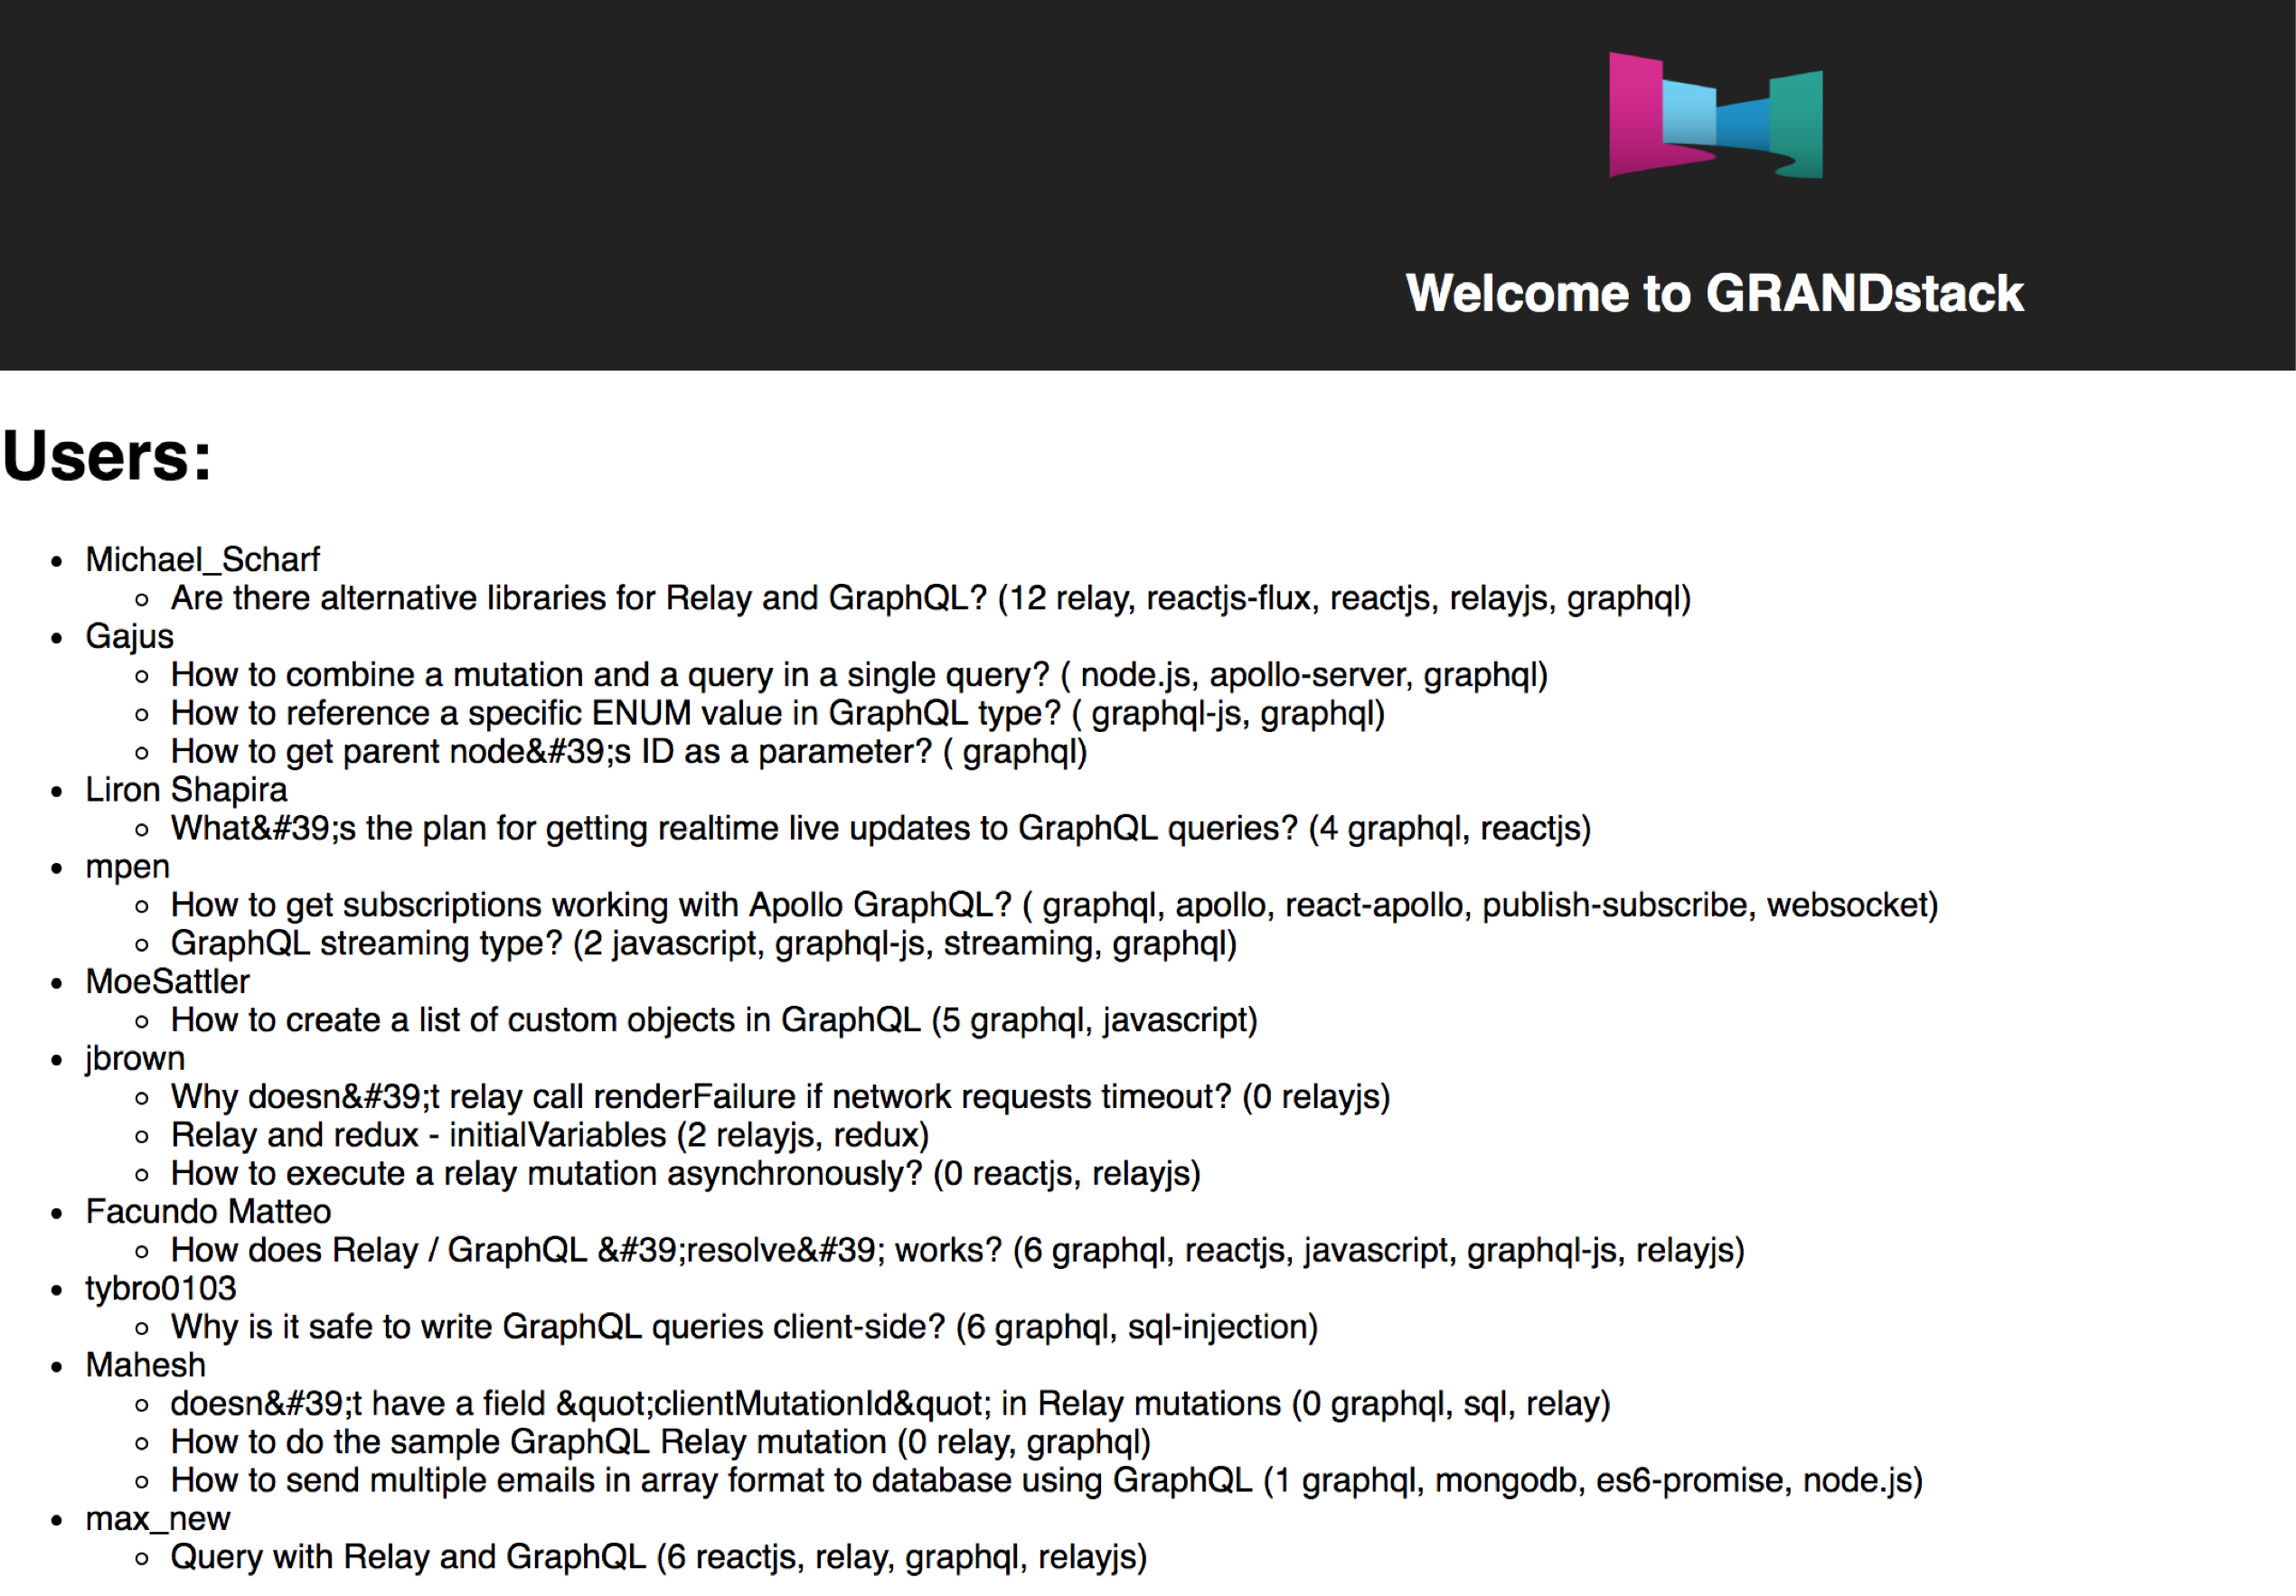 Welcome to GRANDstack
Users:
Michael_Scharf
Are there alternative libraries for Relay and GraphQL? (12 relay, reactjs-flux, reactjs, relayjs, graphql)
Gajus
How to combine a mutation and a query in a single query? ( node.js, apollo-server, graphql)
How to reference a specific ENUM value in GraphQL type? ( graphql-js, graphql)
How to get parent node&#39;s ID as a parameter? ( graphql)
Liron Shapira
What&#39;s the plan for getting realtime live updates to GraphQL queries? (4 graphql, reactjs)
mpen
How to get subscriptions working with Apollo GraphQL? ( graphql, apollo, react-apollo, publish-subscribe, websocket)
GraphQL streaming type? (2 javascript, graphql-js, streaming, graphql)
MoeSattler
How to create a list of custom objects in GraphQL (5 graphql, javascript)
jbrown
Why doesn&#39;t relay call renderFailure if network requests timeout? (0 relayjs)
Relay and redux - initialVariables (2 relayjs, redux)
How to execute a relay mutation asynchronously? (0 reactjs, relayjs)
Facundo Matteo
How does Relay / GraphQL &#39;resolve&#39; works? (6 graphql, reactjs, javascript, graphql-js, relayjs)
tybro0103
Why is it safe to write GraphQL queries client-side? (6 graphql, sql-injection)
Mahesh
doesn&#39;t have a field &quot;clientMutationId&quot; in Relay mutations (0 graphql, sql, relay)
How to do the sample GraphQL Relay mutation (0 relay, graphql)
How to send multiple emails in array format to database using GraphQL (1 graphql, mongodb, es6-promise, node.js)
max_new
Query with Relay and GraphQL (6 reactjs, relay, graphql, relayjs)